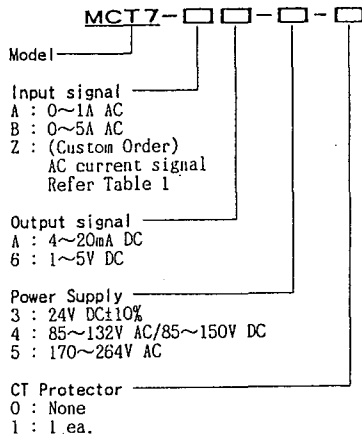 MCT7-□□-□-□
Model
Input signal
A : 0~1A AC
B : 0~5A AC
Z : (Custom Order)
AC current signal
Refer Table 1
Output signal
A : 4~20mA DC
6 : 1~5V DC
Power Supply
3 : 24V DC±10%
4 : 85~132V AC/85~150V DC
5 : 170~264V AC
CT Protector
0 : None
1 : 1 ea.